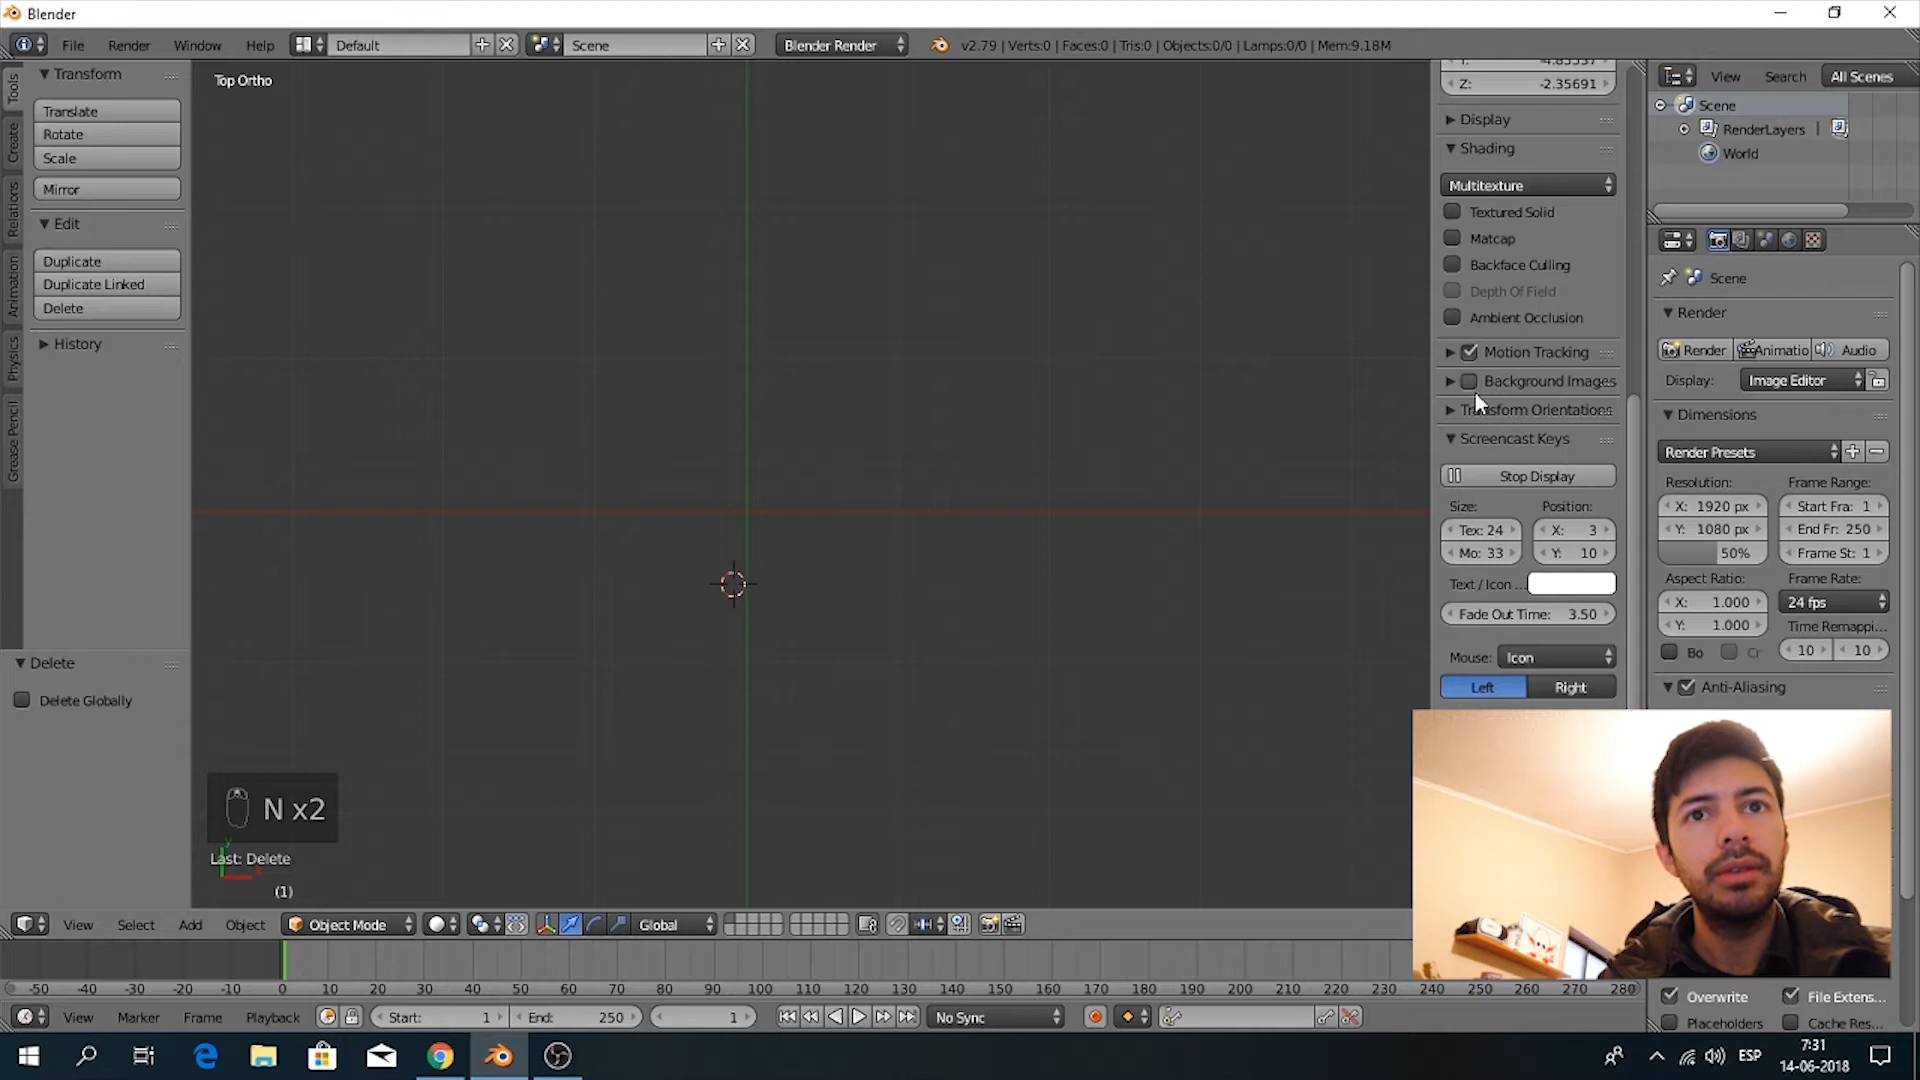 Blender
File Render Window Help Default Scene Blender Render v2.79 | Verts:0 | Faces:0 | Tris:0 | Objects:0/0 | Lamps:0/0 | Mem:9.18M
Tools
Create
Relations
Animation
Physics
Grease Pencil
Transform
Translate
Rotate
Scale
Mirror
Edit
Duplicate
Duplicate Linked
Delete
History
Delete
Delete Globally
Top Ortho
N x2
y
x
Last: Delete
(1)
Y: -4.85537
Z: -2.35691
Display
Shading
Multitexture
Textured Solid
Matcap
Backface Culling
Depth Of Field
Ambient Occlusion
Motion Tracking
Background Images
Transform Orientations
Screencast Keys
Stop Display
Size: Position:
Tex: 24 X: 3
Mo: 33 Y: 10
Text / Icon ...
Fade Out Time: 3.50
Mouse: Icon
Left Right
View Search All Scenes
Scene
RenderLayers |
World
Scene
Render
Render Animatio Audio
Display: Image Editor
Dimensions
Render Presets
Resolution: Frame Range:
X: 1920 px Start Fra: 1
Y: 1080 px End Fr: 250
50% Frame St: 1
Aspect Ratio: Frame Rate:
X: 1.000 24 fps
Y: 1.000 Time Remappi...
Bo Cr 10 10
Anti-Aliasing
Overwrite File Extens...
Placeholders Cache Res...
View Select Add Object Object Mode Global
-50 -40 -30 -20 -10 0 10 20 30 40 50 60 70 80 90 100 110 120 130 140 150 160 170 180 190 200 210 220 230 240 250 260 270 280
View Marker Frame Playback Start: 1 End: 250 1 No Sync
ESP
7:31
14-06-2018